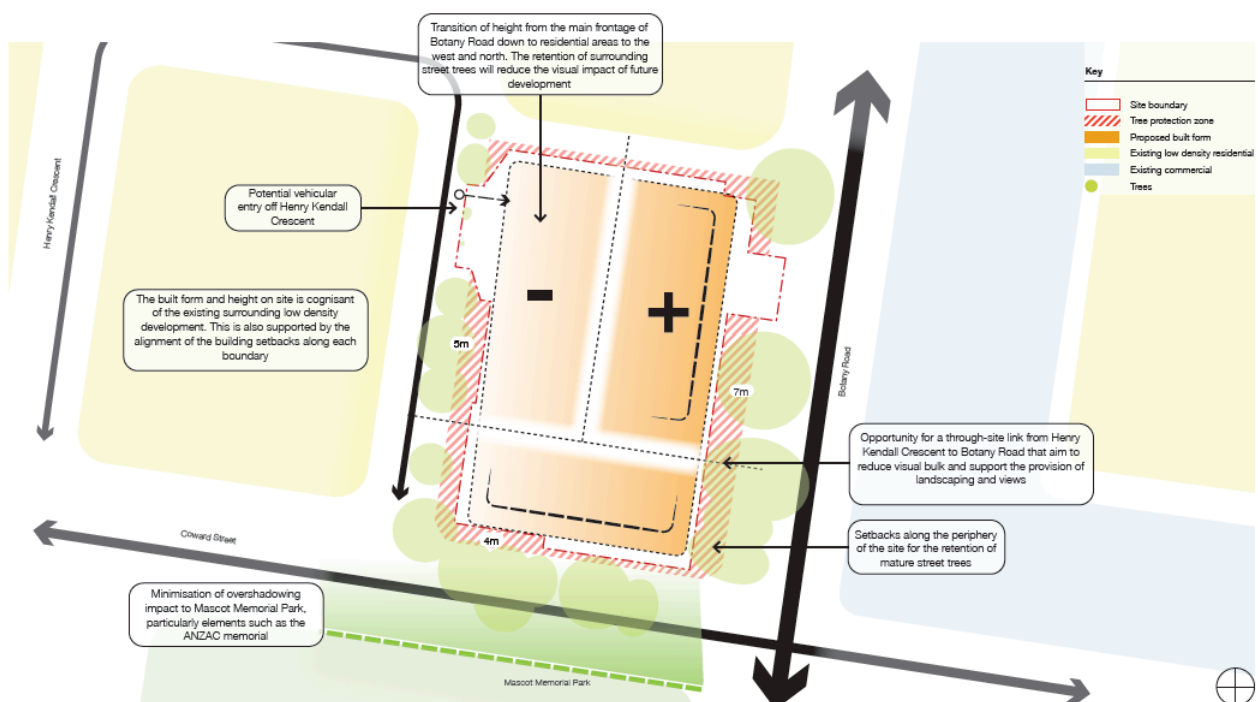 Transition of height from the main frontage of
Botany Road down to residential areas to the
west and north. The retention of surrounding
street trees will reduce the visual impact of future
development
Key
Site boundary
Tree protection zone
Proposed built form
Existing low density residential
Existing commercial
Trees
Henry Kendall Crescent
Potential vehicular
entry off Henry Kendall
Crescent
The built form and height on site is cognisant
of the existing surrounding low density
development. This is also supported by the
alignment of the building setbacks along each
boundary
-
+
5m
7m
4m
Botany Road
Opportunity for a through-site link from Henry
Kendall Crescent to Botany Road that aim to
reduce visual bulk and support the provision of
landscaping and views
Setbacks along the periphery
of the site for the retention of
mature street trees
Coward Street
Minimisation of overshadowing
impact to Mascot Memorial Park,
particularly elements such as the
ANZAC memorial
Mascot Memorial Park